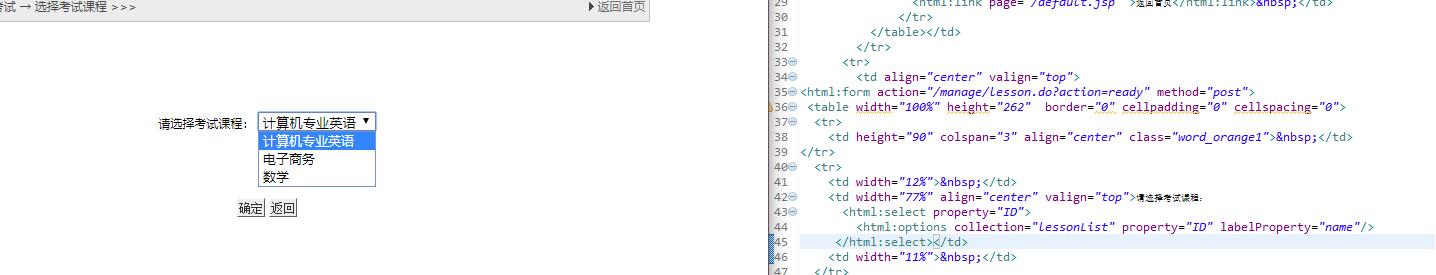 考试 → 选择考试课程 >>>
返回首页
请选择考试课程：
计算机专业英语
计算机专业英语
电子商务
数学
确定 返回
29 <html:link page="/default.jsp">返回首页</html:link>&nbsp;</td>
30 </tr>
31 </table></td>
32 </tr>
33 <tr>
34 <td align="center" valign="top">
35 <html:form action="/manage/lesson.do?action=ready" method="post">
36 <table width="100%" height="262"  border="0" cellpadding="0" cellspacing="0">
37 <tr>
38 <td height="90" colspan="3" align="center" class="word_orange1">&nbsp;</td>
39 </tr>
40 <tr>
41 <td width="12%">&nbsp;</td>
42 <td width="77%" align="center" valign="top">请选择考试课程：
43 <html:select property="ID">
44 <html:options collection="lessonList" property="ID" labelProperty="name"/>
45 </html:select></td>
46 <td width="11%">&nbsp;</td>
47 </tr>